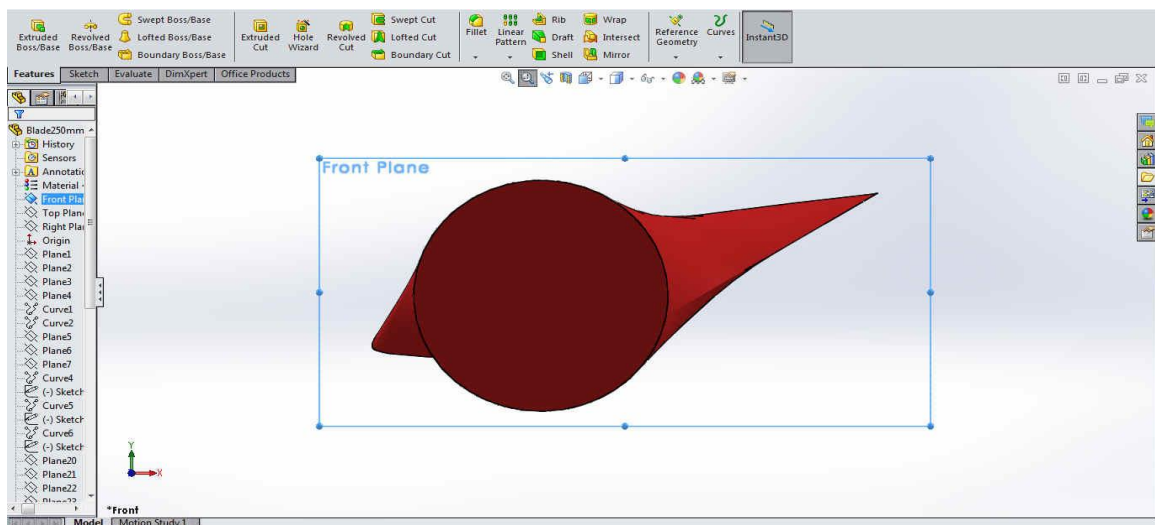 Extruded Boss/Base
Revolved Boss/Base
Swept Boss/Base
Lofted Boss/Base
Boundary Boss/Base
Extruded Cut
Hole Wizard
Revolved Cut
Swept Cut
Lofted Cut
Boundary Cut
Fillet
Linear Pattern
Rib
Draft
Shell
Wrap
Intersect
Mirror
Reference Geometry
Curves
Instant3D
Features
Sketch
Evaluate
DimXpert
Office Products
Blade250mm
History
Sensors
Annotatic
Material -
Front Plan
Top Plane
Right Plan
Origin
Plane1
Plane2
Plane3
Plane4
Curve1
Curve2
Plane5
Plane6
Plane7
Curve4
(-) Sketch
Curve5
(-) Sketch
Curve6
(-) Sketch
Plane20
Plane21
Plane22
Plane23
Front Plane
Y
X
*Front
Model
Motion Study 1